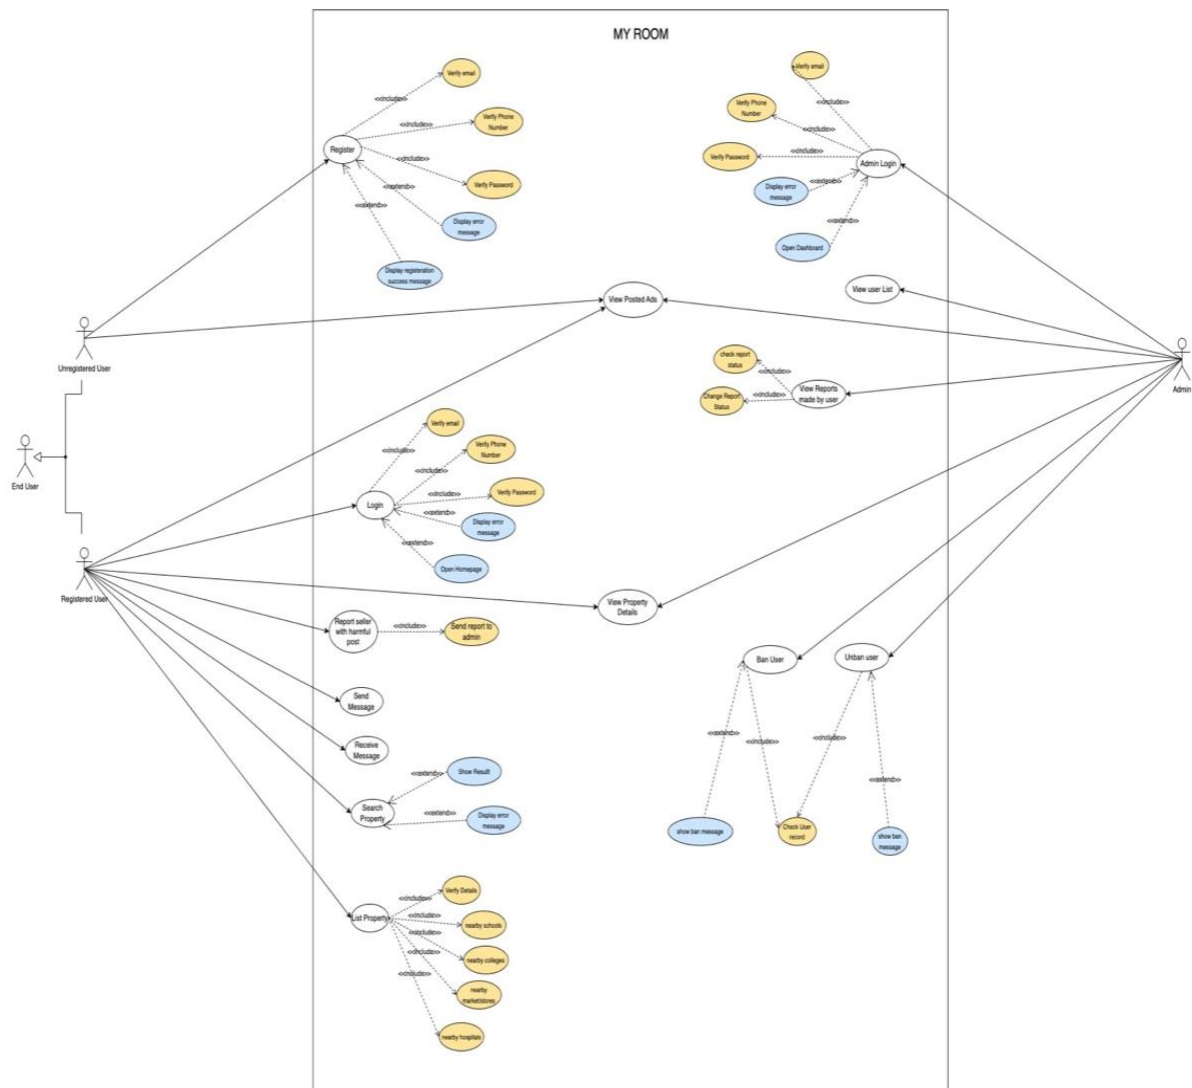 MY ROOM
Verify email
<<include>>
Verify Phone
Number
<<include>>
Register
<<include>>
Verify Password
<<extend>>
Display error
message
<<extend>>
Display registeration
success message
Verify email
<<include>>
Verify Phone
Number
<<include>>
<<include>>
Verify Password
Admin Login
Display error
message
<<extend>>
<<extend>>
Open Dashboard
View user List
View Posted Ads
Unregistered User
check report
status
<<include>>
Change Report
Status
<<include>>
View Reports
made by user
Admin
End User
Verify email
<<include>>
Verify Phone
Number
<<include>>
Login
<<include>>
Verify Password
<<extend>>
Display error
message
<<extend>>
Open Homepage
Registered User
View Property
Details
Report seller
with harmful
post
<<include>>
Send report to
admin
Ban User
Unban user
Send
Message
<<extend>>
<<include>>
<<include>>
<<extend>>
Receive
Message
Search
Property
<<extend>>
Show Result
<<extend>>
Display error
message
show ban message
Check User
record
show ban
message
List Property
<<include>>
Verify Details
<<include>>
nearby schools
<<include>>
nearby colleges
<<include>>
nearby
market/stores
<<include>>
nearby hospitals